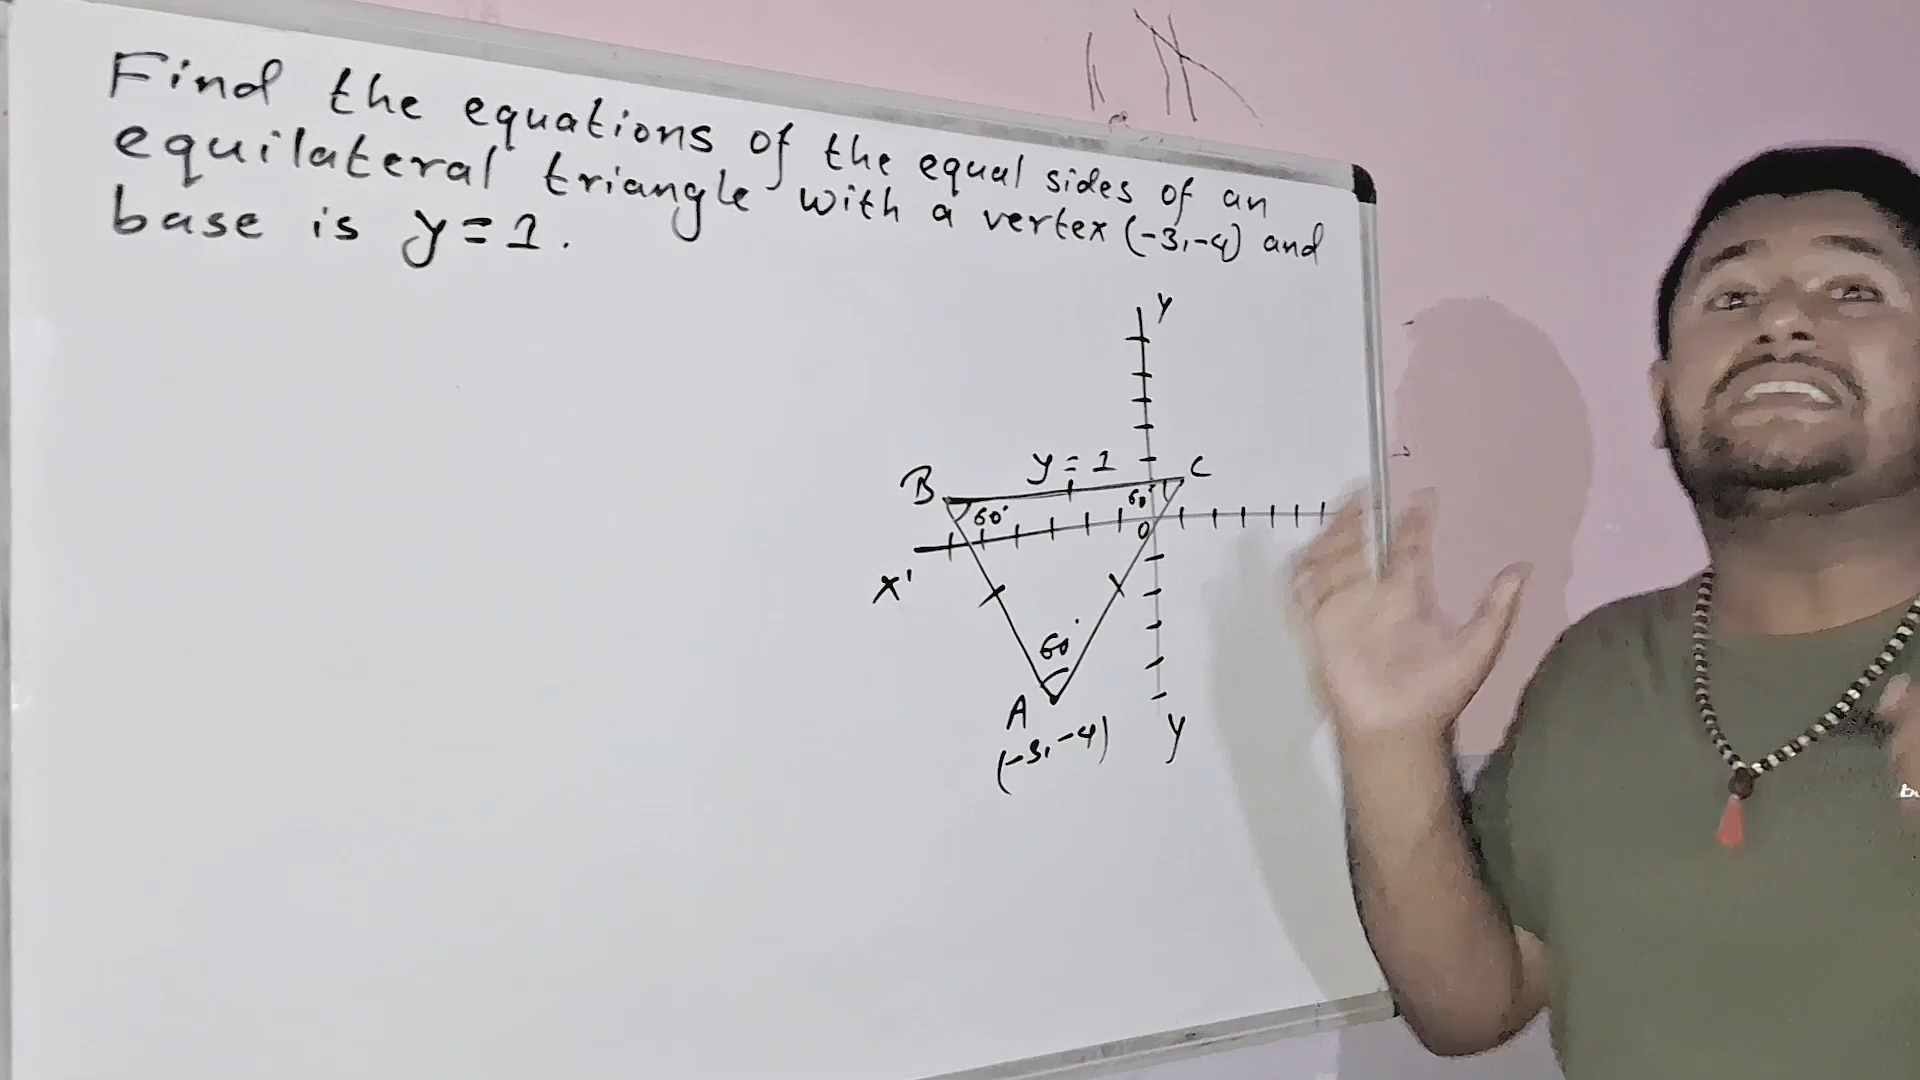 Find the equations of the equal sides of an
equilateral triangle with a vertex (-3,-4) and
base is y=1.
Y
B
y=1
C
60°
60°
O
X'
60°
A
(-3,-4)
Y